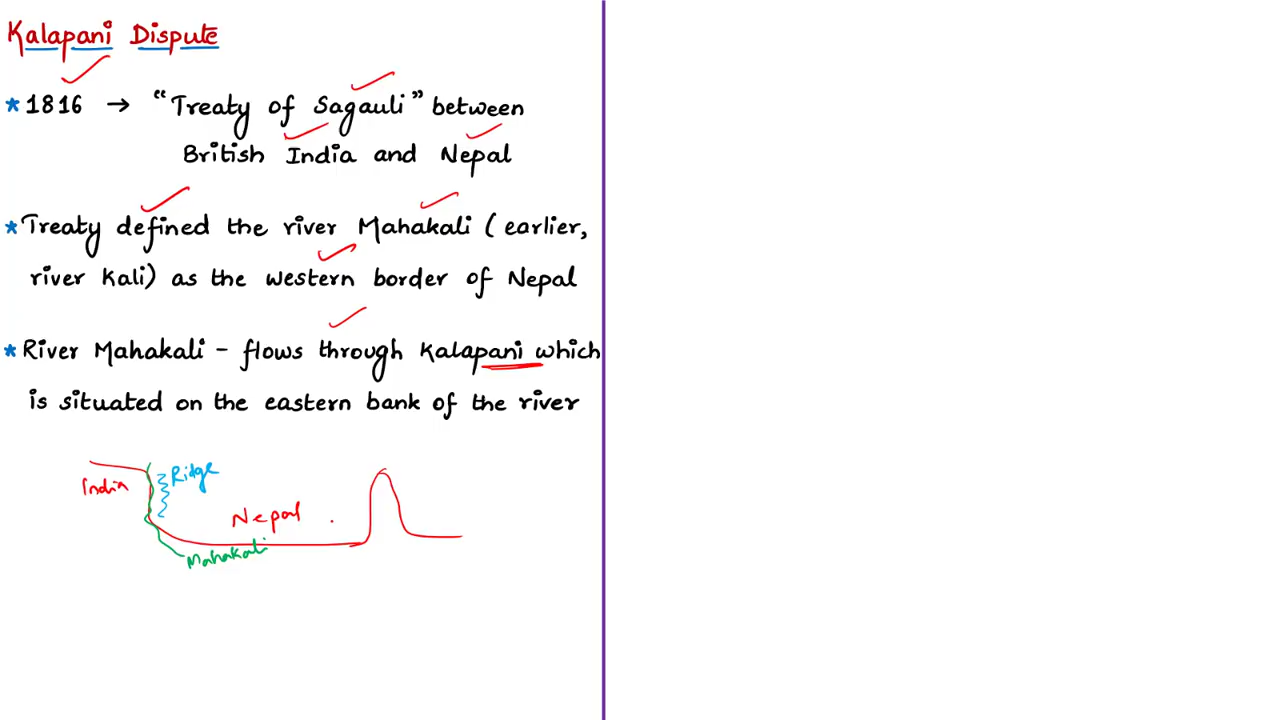 Kalapani Dispute
* 1816 → "Treaty of Sagauli" between
British India and Nepal
* Treaty defined the river Mahakali (earlier,
river Kali) as the western border of Nepal
* River Mahakali - flows through Kalapani which
is situated on the eastern bank of the river
Ridge
India
Nepal
Mahakali